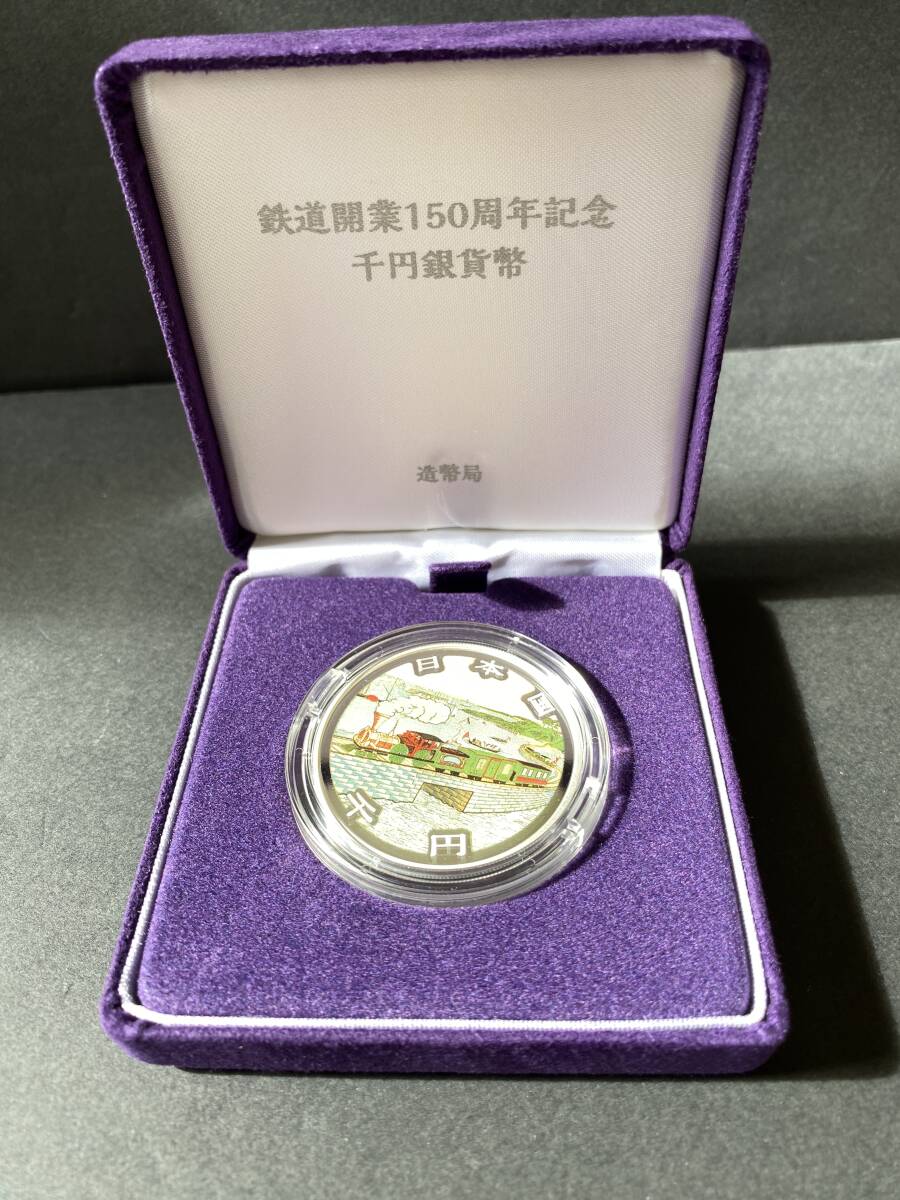 鉄道開業150周年記念
千円銀貨幣
造幣局
日本国
千円